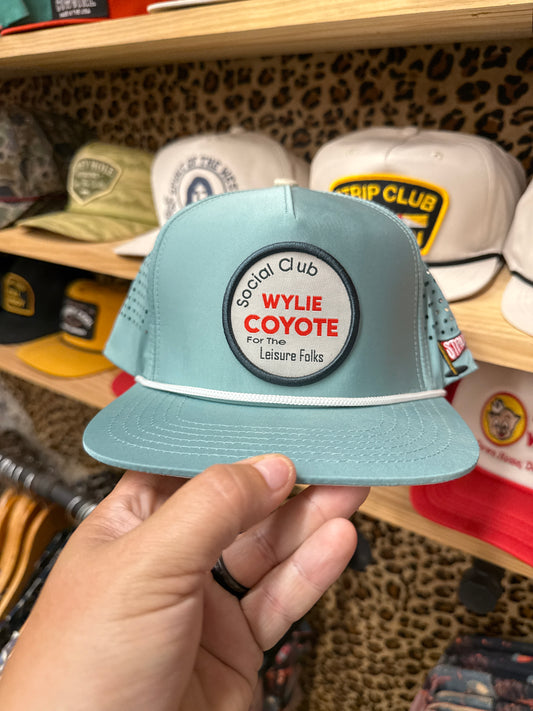 Social Club
WYLIE
COYOTE
For The
Leisure Folks
STRIP CLUB